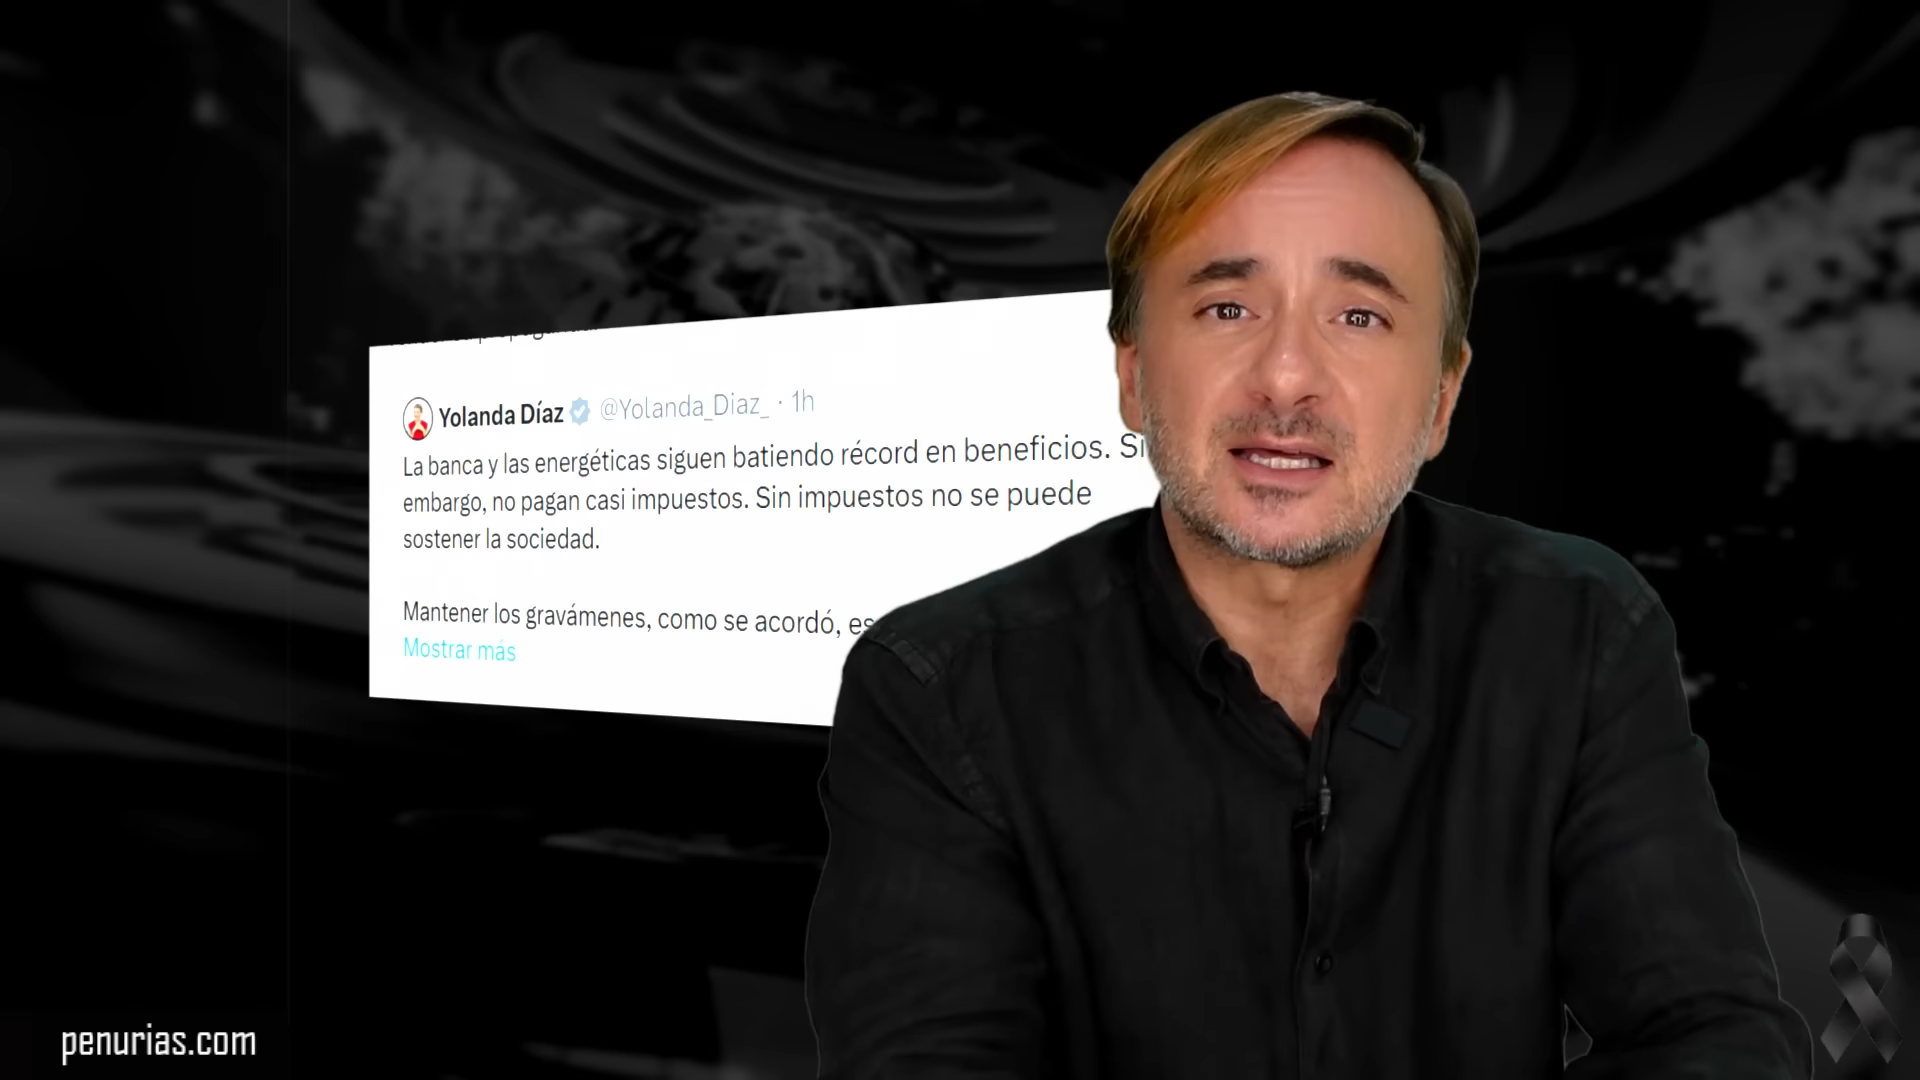 Yolanda Díaz @Yolanda_Diaz_ · 1h
La banca y las energéticas siguen batiendo récord en beneficios. Si
embargo, no pagan casi impuestos. Sin impuestos no se puede
sostener la sociedad.
Mantener los gravámenes, como se acordó, es
Mostrar más
penurias.com